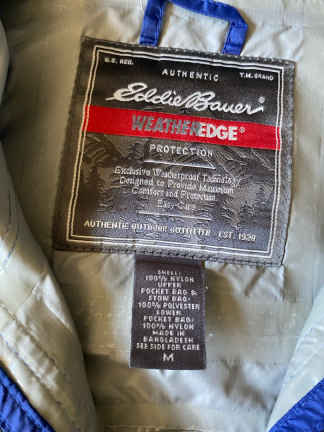 U.S. REG.
T.M. BRAND
AUTHENTIC
Eddie Bauer®
WEATHEREDGE®
PROTECTION
Exclusive Weatherproof Technology
Designed to Provide Maximum
Comfort and Protection.
Easy-Care
AUTHENTIC OUTDOOR OUTFITTER EST. 1920
SHELL:
100% NYLON
UPPER
POCKET BAG &
STOW BAG:
100% POLYESTER
LOWER
POCKET BAG:
100% NYLON
MADE IN
BANGLADESH
SEE SIDE FOR CARE
M